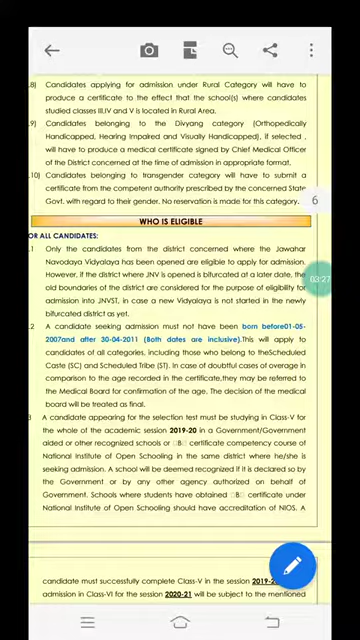 .8) Candidates applying for admission under Rural Category will have to
produce a certificate to the effect that the school(s) where candidates
studied classes III,IV and V is located in Rural Area.
.9) Candidates belonging to the Divyang category (Orthopedically
Handicapped, Hearing Impaired and Visually Handicapped), if selected ,
will have to produce a medical certificate signed by Chief Medical Officer
of the District concerned at the time of admission in appropriate format.
.10) Candidates belonging to transgender category will have to submit a
certificate from the competent authority prescribed by the concerned State
Govt. with regard to their gender. No reservation is made for this category.
6
WHO IS ELIGIBLE
OR ALL CANDIDATES:
.1 Only the candidates from the district concerned where the Jawahar
Navodaya Vidyalaya has been opened are eligible to apply for admission.
However, if the district where JNV is opened is bifurcated at a later date, the
old boundaries of the district are considered for the purpose of eligibility for
admission into JNVST, in case a new Vidyalaya is not started in the newly
bifurcated district as yet.
03:27
.2 A candidate seeking admission must not have been born before01-05-
2007and after 30-04-2011 (Both dates are inclusive).This will apply to
candidates of all categories, including those who belong to theScheduled
Caste (SC) and Scheduled Tribe (ST). In case of doubtful cases of overage in
comparison to the age recorded in the certificate,they may be referred to
the Medical Board for confirmation of the age. The decision of the medical
board will be treated as final.
3 A candidate appearing for the selection test must be studying in Class-V for
the whole of the academic session 2019-20 in a Government/Government
aided or other recognized schools or □B□ certificate competency course of
National Institute of Open Schooling in the same district where he/she is
seeking admission. A school will be deemed recognized if it is declared so by
the Government or by any other agency authorized on behalf of
Government. Schools where students have obtained □B□ certificate under
National Institute of Open Schooling should have accreditation of NIOS. A
candidate must successfully complete Class-V in the session 2019-2
admission in Class-VI for the session 2020-21 will be subject to the mentioned